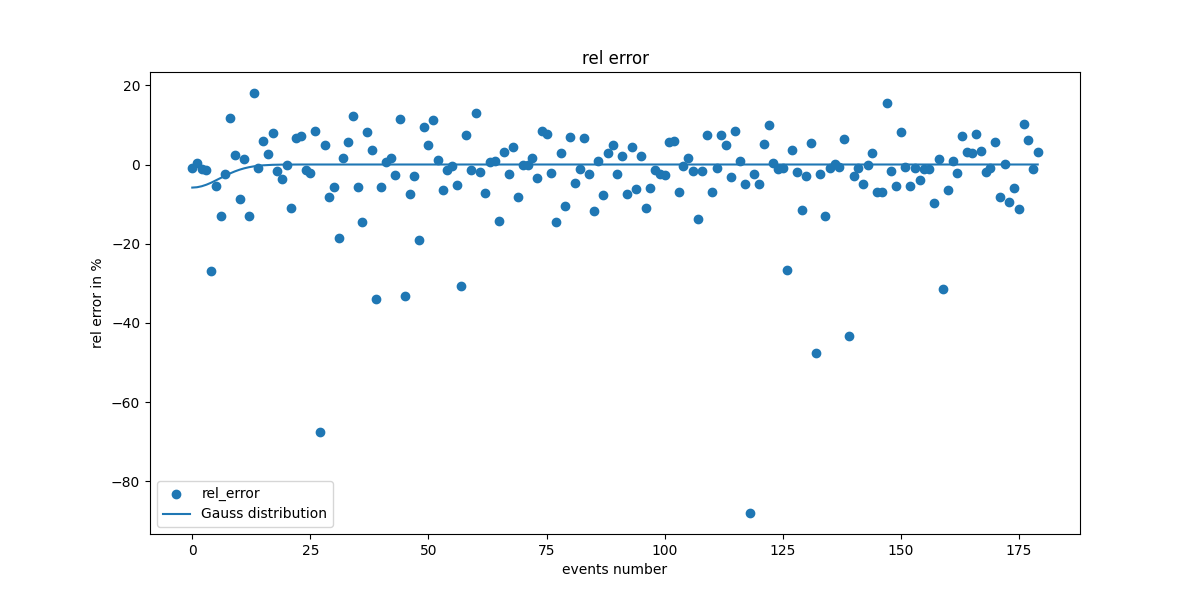 rel error
20
0
−20
−40
−60
−80
rel error in %
rel_error
Gauss distribution
0 25 50 75 100 125 150 175
events number